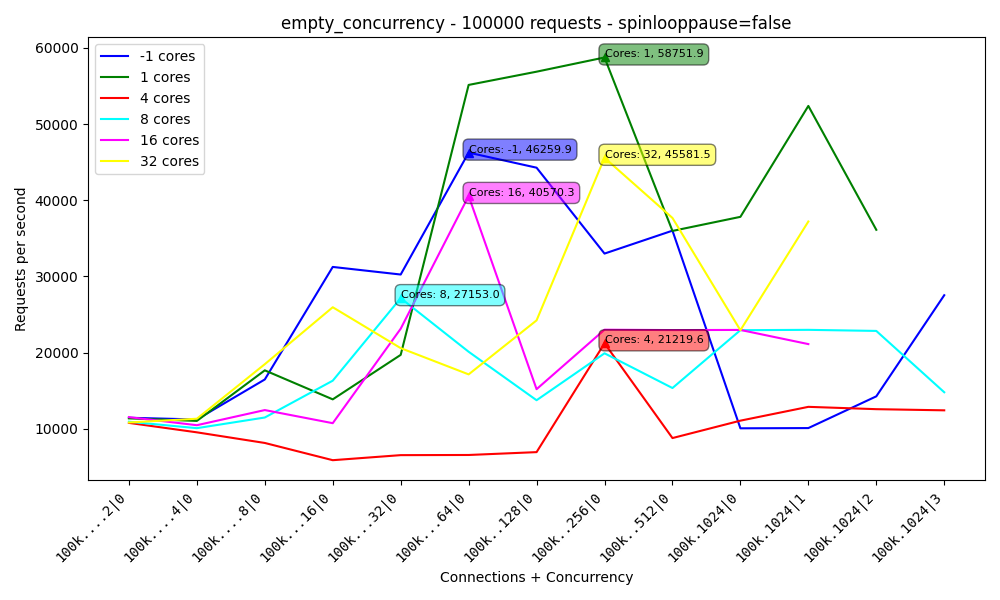 empty_concurrency - 100000 requests - spinlooppause=false
-1 cores
1 cores
4 cores
8 cores
16 cores
32 cores
Requests per second
60000
50000
40000
30000
20000
10000
Cores: 1, 58751.9
Cores: -1, 46259.9
Cores: 32, 45581.5
Cores: 16, 40570.3
Cores: 8, 27153.0
Cores: 4, 21219.6
100k....2|0
100k....4|0
100k....8|0
100k...16|0
100k...32|0
100k...64|0
100k..128|0
100k..256|0
100k..512|0
100k.1024|0
100k.1024|1
100k.1024|2
100k.1024|3
Connections + Concurrency